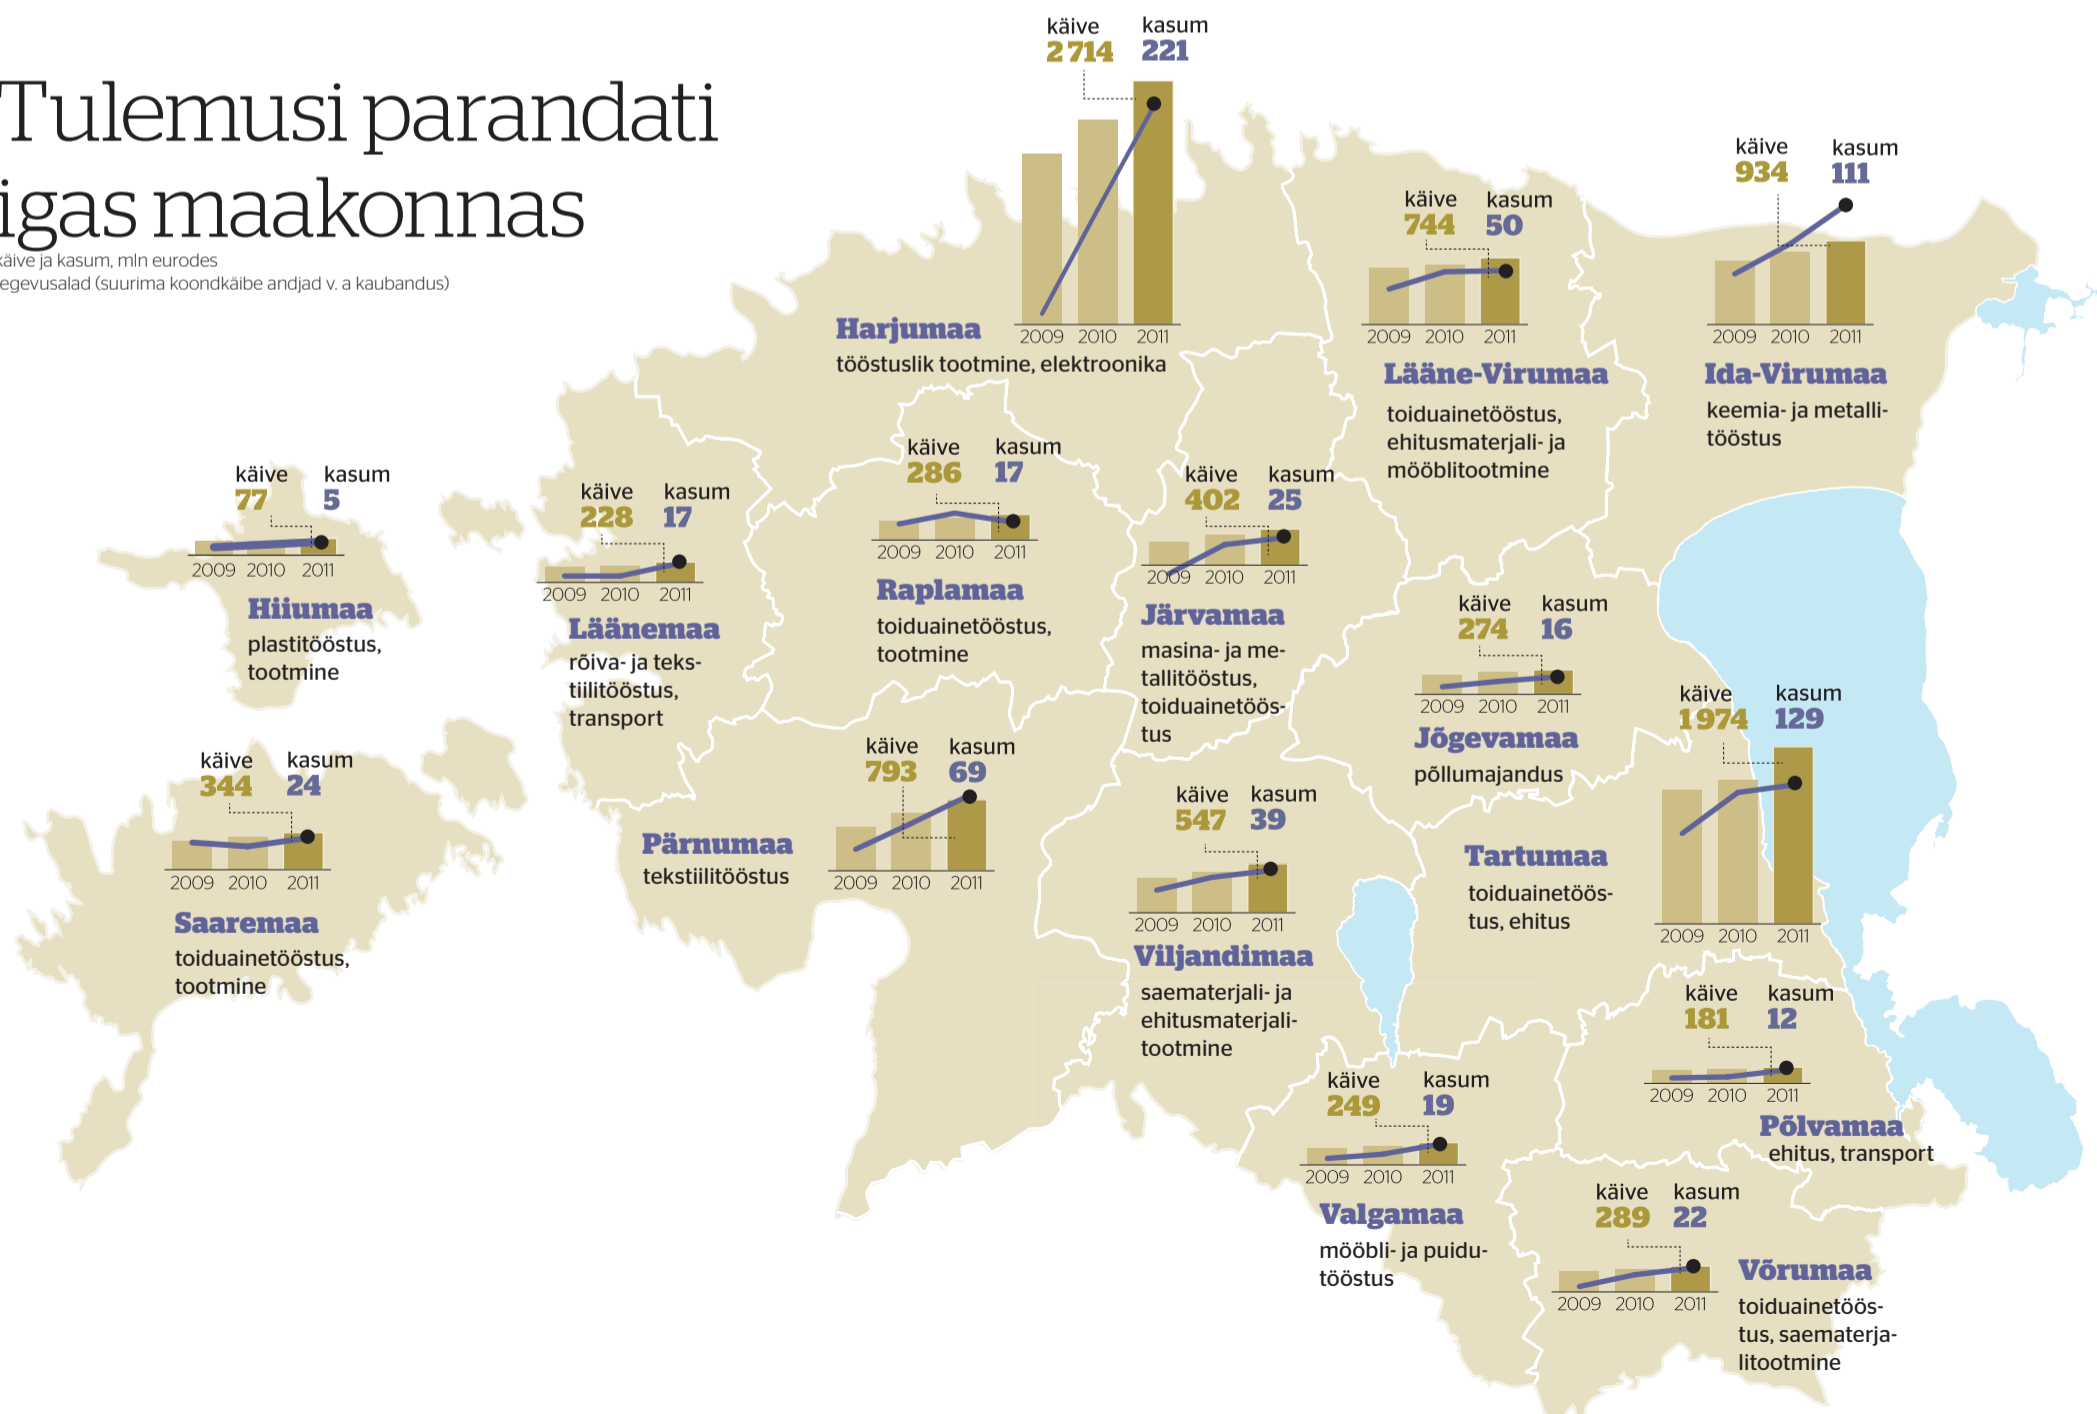 Tulemusi parandati
igas maakonnas
käive ja kasum, mln eurodes
egevusalad (suurima koondkäibe andjad v. a kaubandus)
käive kasum
2 714 221
2009 2010 2011
Harjumaa
tööstuslik tootmine, elektroonika
käive kasum
744 50
2009 2010 2011
Lääne-Virumaa
toiduainetööstus,
ehitusmaterjali- ja
mööblitootmine
käive kasum
934 111
2009 2010 2011
Ida-Virumaa
keemia- ja metalli-
tööstus
käive kasum
77 5
2009 2010 2011
Hiiumaa
plastitööstus,
tootmine
käive kasum
228 17
2009 2010 2011
Läänemaa
rõiva- ja teks-
tiilitööstus,
transport
käive kasum
286 17
2009 2010 2011
Raplamaa
toiduainetööstus,
tootmine
käive kasum
402 25
2009 2010 2011
Järvamaa
masina- ja me-
tallitööstus,
toiduainetöös-
tus
käive kasum
274 16
2009 2010 2011
Jõgevamaa
põllumajandus
käive kasum
344 24
2009 2010 2011
Saaremaa
toiduainetööstus,
tootmine
käive kasum
793 69
2009 2010 2011
Pärnumaa
tekstiilitööstus
käive kasum
547 39
2009 2010 2011
Viljandimaa
saematerjali- ja
ehitusmaterjali-
tootmine
käive kasum
1 974 129
2009 2010 2011
Tartumaa
toiduainetöös-
tus, ehitus
käive kasum
181 12
2009 2010 2011
Põlvamaa
ehitus, transport
käive kasum
249 19
2009 2010 2011
Valgamaa
mööbli- ja puidu-
tööstus
käive kasum
289 22
2009 2010 2011
Võrumaa
toiduainetöös-
tus, saematerja-
litootmine